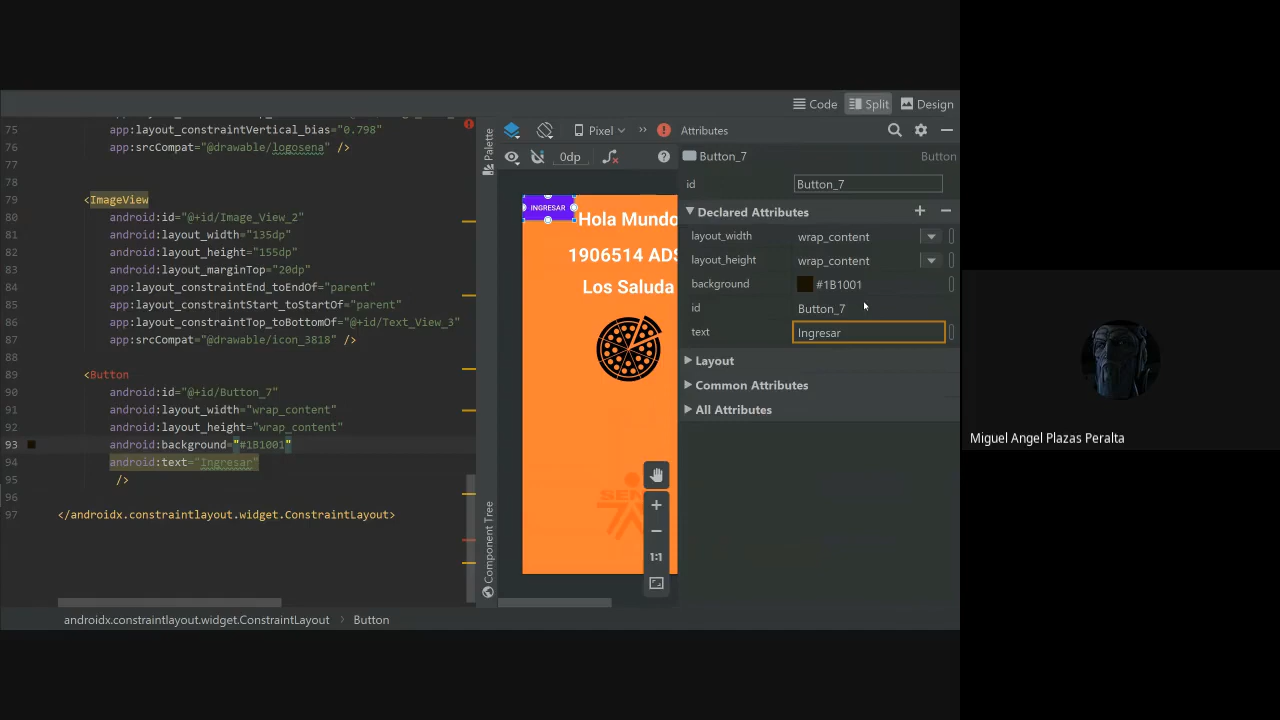 Code
Split
Design
75
app:layout_constraintVertical_bias="0.798"
76
app:srcCompat="@drawable/logosena" />
77
78
79
<ImageView
80
android:id="@+id/Image_View_2"
81
android:layout_width="135dp"
82
android:layout_height="155dp"
83
android:layout_marginTop="20dp"
84
app:layout_constraintEnd_toEndOf="parent"
85
app:layout_constraintStart_toStartOf="parent"
86
app:layout_constraintTop_toBottomOf="@+id/Text_View_3"
87
app:srcCompat="@drawable/icon_3818" />
88
89
<Button
90
android:id="@+id/Button_7"
91
android:layout_width="wrap_content"
92
android:layout_height="wrap_content"
93
android:background="#1B1001"
94
android:text="Ingresar"
95
/>
96
97
</androidx.constraintlayout.widget.ConstraintLayout>
androidx.constraintlayout.widget.ConstraintLayout
Button
Palette
Component Tree
Pixel
0dp
INGRESAR
Hola Mundo
1906514 ADS
Los Saluda
SEN
1:1
Attributes
Button_7
Button
id
Button_7
Declared Attributes
layout_width
wrap_content
layout_height
wrap_content
background
#1B1001
id
Button_7
text
Ingresar
Layout
Common Attributes
All Attributes
Miguel Angel Plazas Peralta